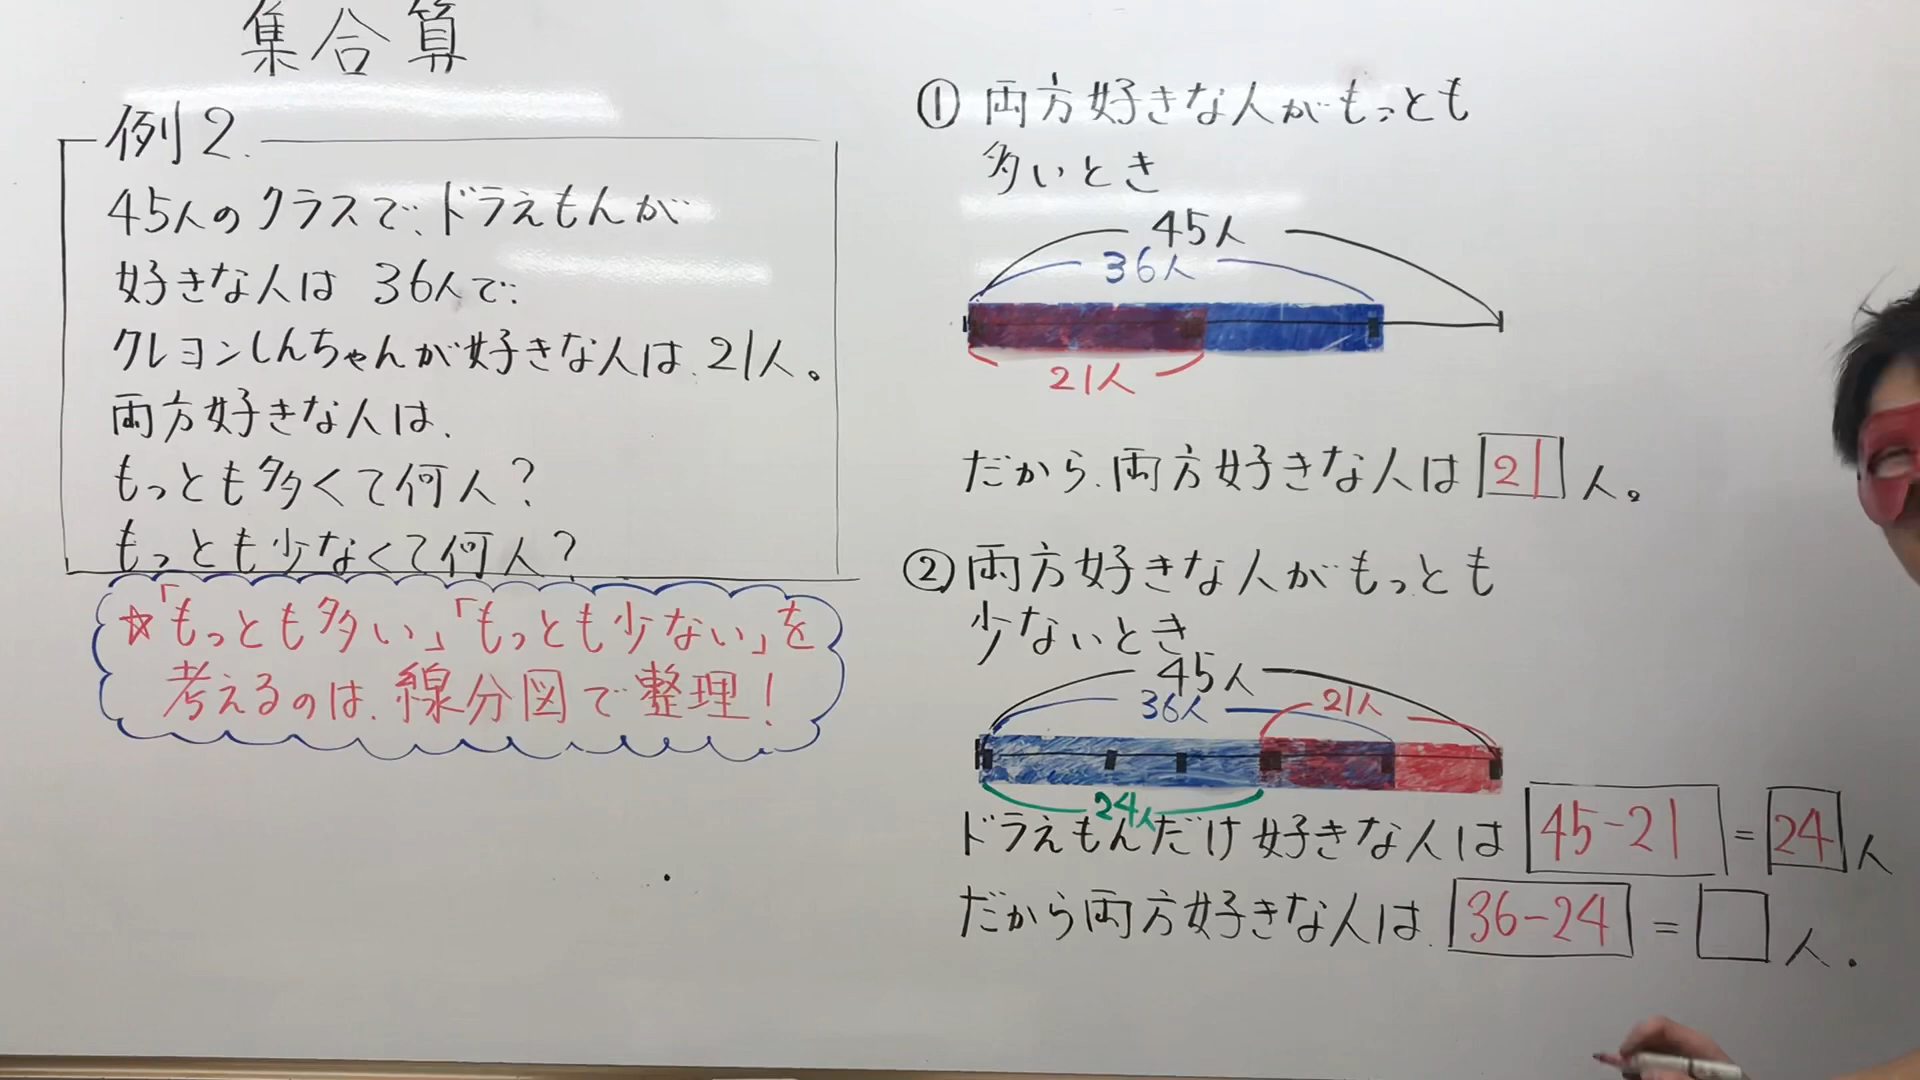 集合算
例2.
45人のクラスで、ドラえもんが
好きな人は 36人で、
クレヨンしんちゃんが好きな人は、21人。
両方好きな人は、
もっとも多くて何人？
もっとも少なくて何人？
☆「もっとも多い」「もっとも少ない」を
考えるのは、線分図で整理！
① 両方好きな人がもっとも
多いとき
45人
36人
21人
だから、両方好きな人は 21 人。
② 両方好きな人がもっとも
少ないとき
45人
36人 21人
24人
ドラえもんだけ好きな人は 45-21 = 24 人
だから両方好きな人は、36-24 = □ 人.